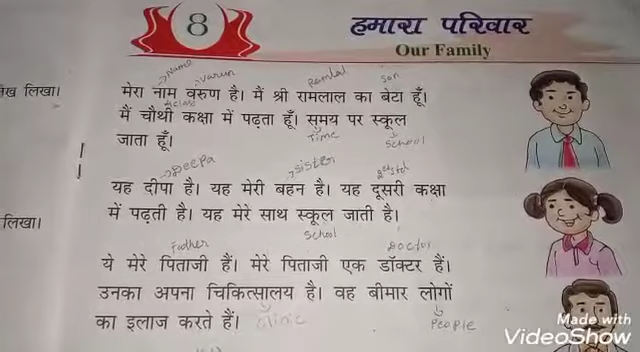 8
हमारा परिवार
Our Family
Name Varun Ramlal son
लिखा।
मेरा नाम वरुण है। मैं श्री रामलाल का बेटा हूँ।
class
मैं चौथी कक्षा में पढ़ता हूँ। समय पर स्कूल
Time School
जाता हूँ।
Deepa sister
यह दीपा है। यह मेरी बहन है। यह दूसरी कक्षा
में पढ़ती है। यह मेरे साथ स्कूल जाती है।
लिखा।
School
Father Doctor
ये मेरे पिताजी हैं। मेरे पिताजी एक डॉक्टर हैं।
उनका अपना चिकित्सालय है। वह बीमार लोगों
People
का इलाज करते हैं।
Made with
VideoShow